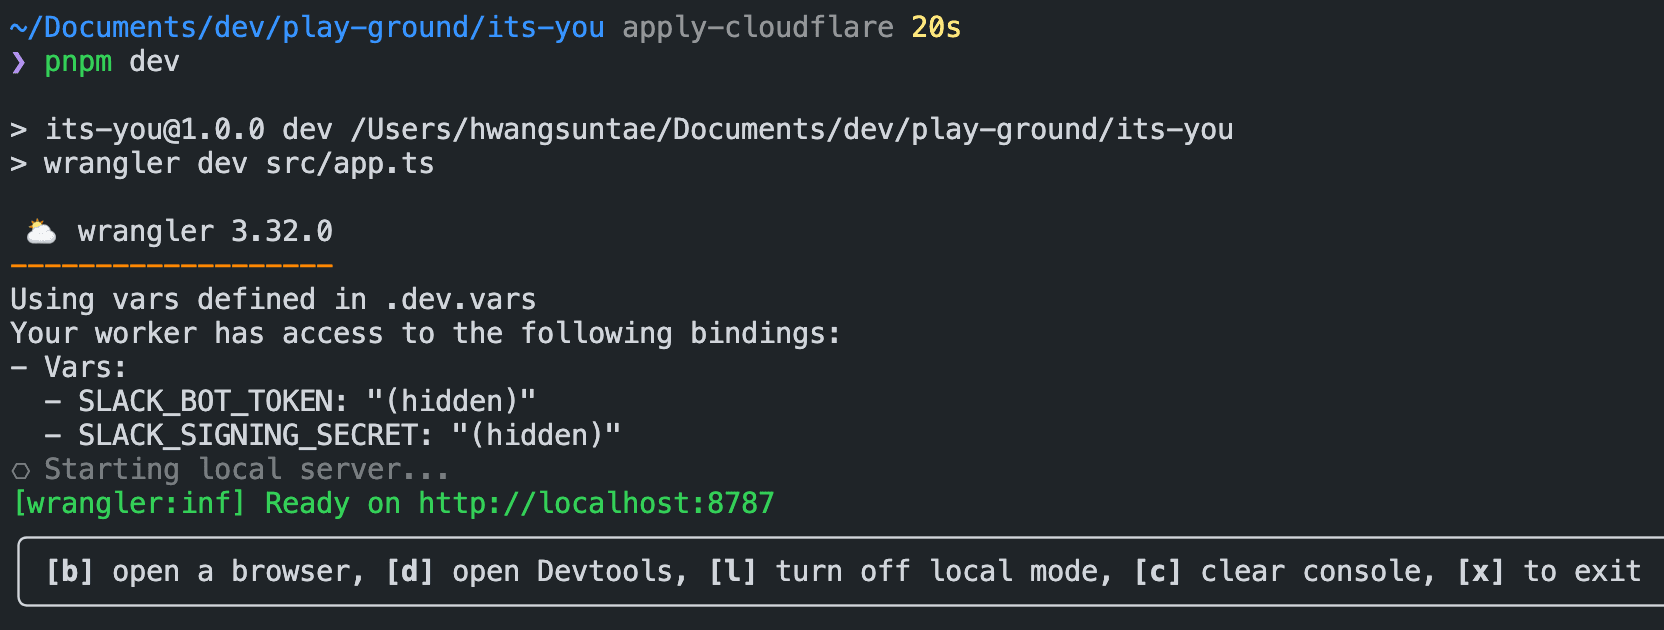 ~/Documents/dev/play-ground/its-you apply-cloudflare 20s
❯ pnpm dev
> its-you@1.0.0 dev /Users/hwangsuntae/Documents/dev/play-ground/its-you
> wrangler dev src/app.ts
⛅ wrangler 3.32.0
-------------------
Using vars defined in .dev.vars
Your worker has access to the following bindings:
- Vars:
  - SLACK_BOT_TOKEN: "(hidden)"
  - SLACK_SIGNING_SECRET: "(hidden)"
⎔ Starting local server...
[wrangler:inf] Ready on http://localhost:8787
[b] open a browser, [d] open Devtools, [l] turn off local mode, [c] clear console, [x] to exit